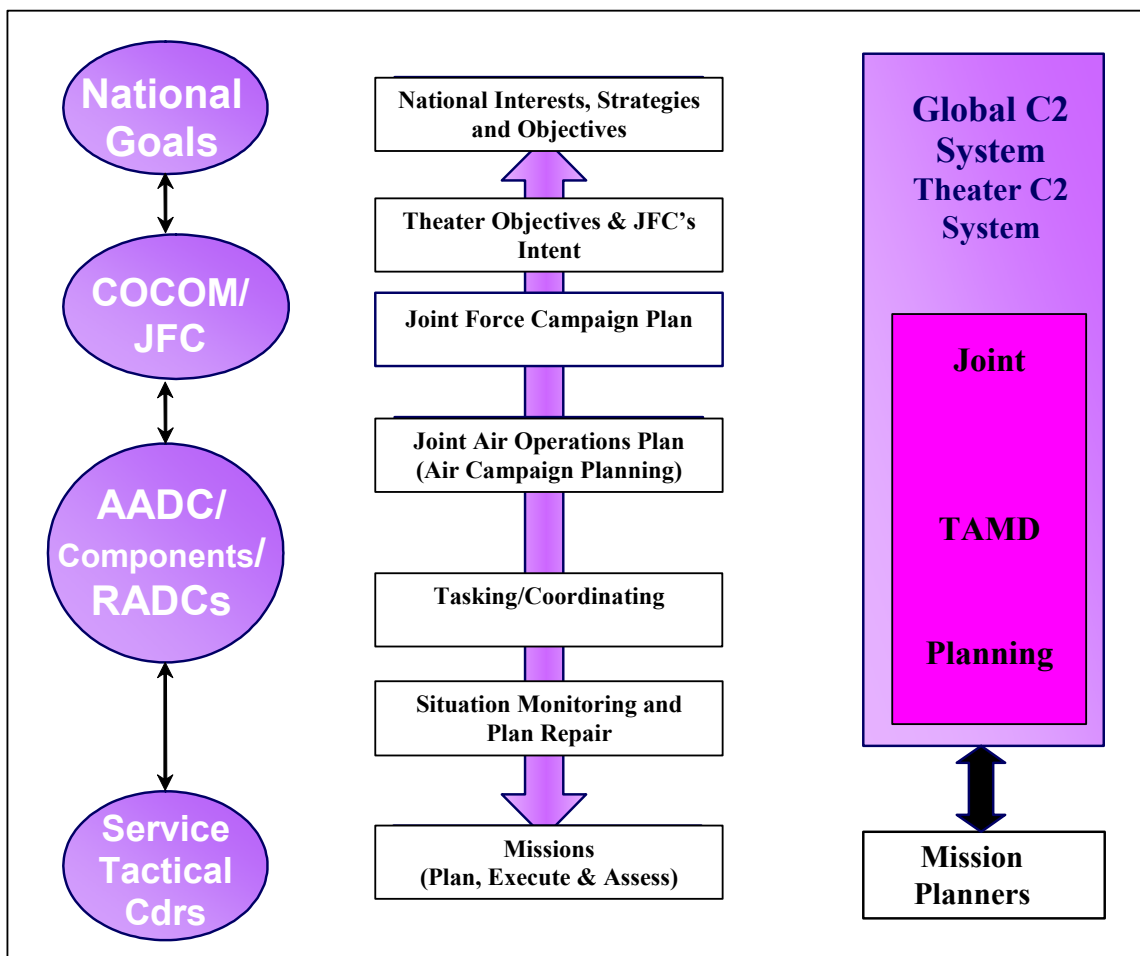 National
Goals
COCOM/
JFC
AADC/
Components/
RADCs
Service
Tactical
Cdrs
National Interests, Strategies
and Objectives
Theater Objectives & JFC's
Intent
Joint Force Campaign Plan
Joint Air Operations Plan
(Air Campaign Planning)
Tasking/Coordinating
Situation Monitoring and
Plan Repair
Missions
(Plan, Execute & Assess)
Global C2
System
Theater C2
System
Joint
TAMD
Planning
Mission
Planners